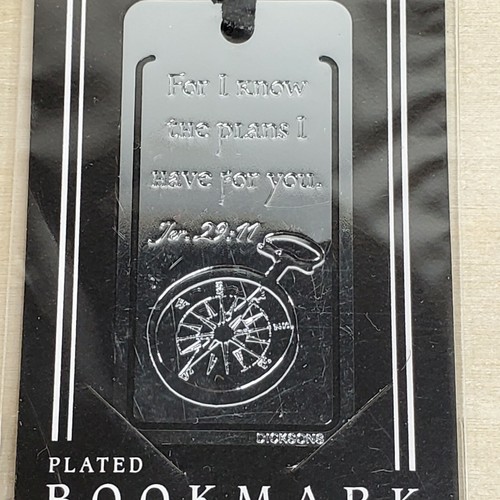 For I know
the plans I
have for you.
Jer. 29:11
DICKSONS
PLATED
BOOKMARK